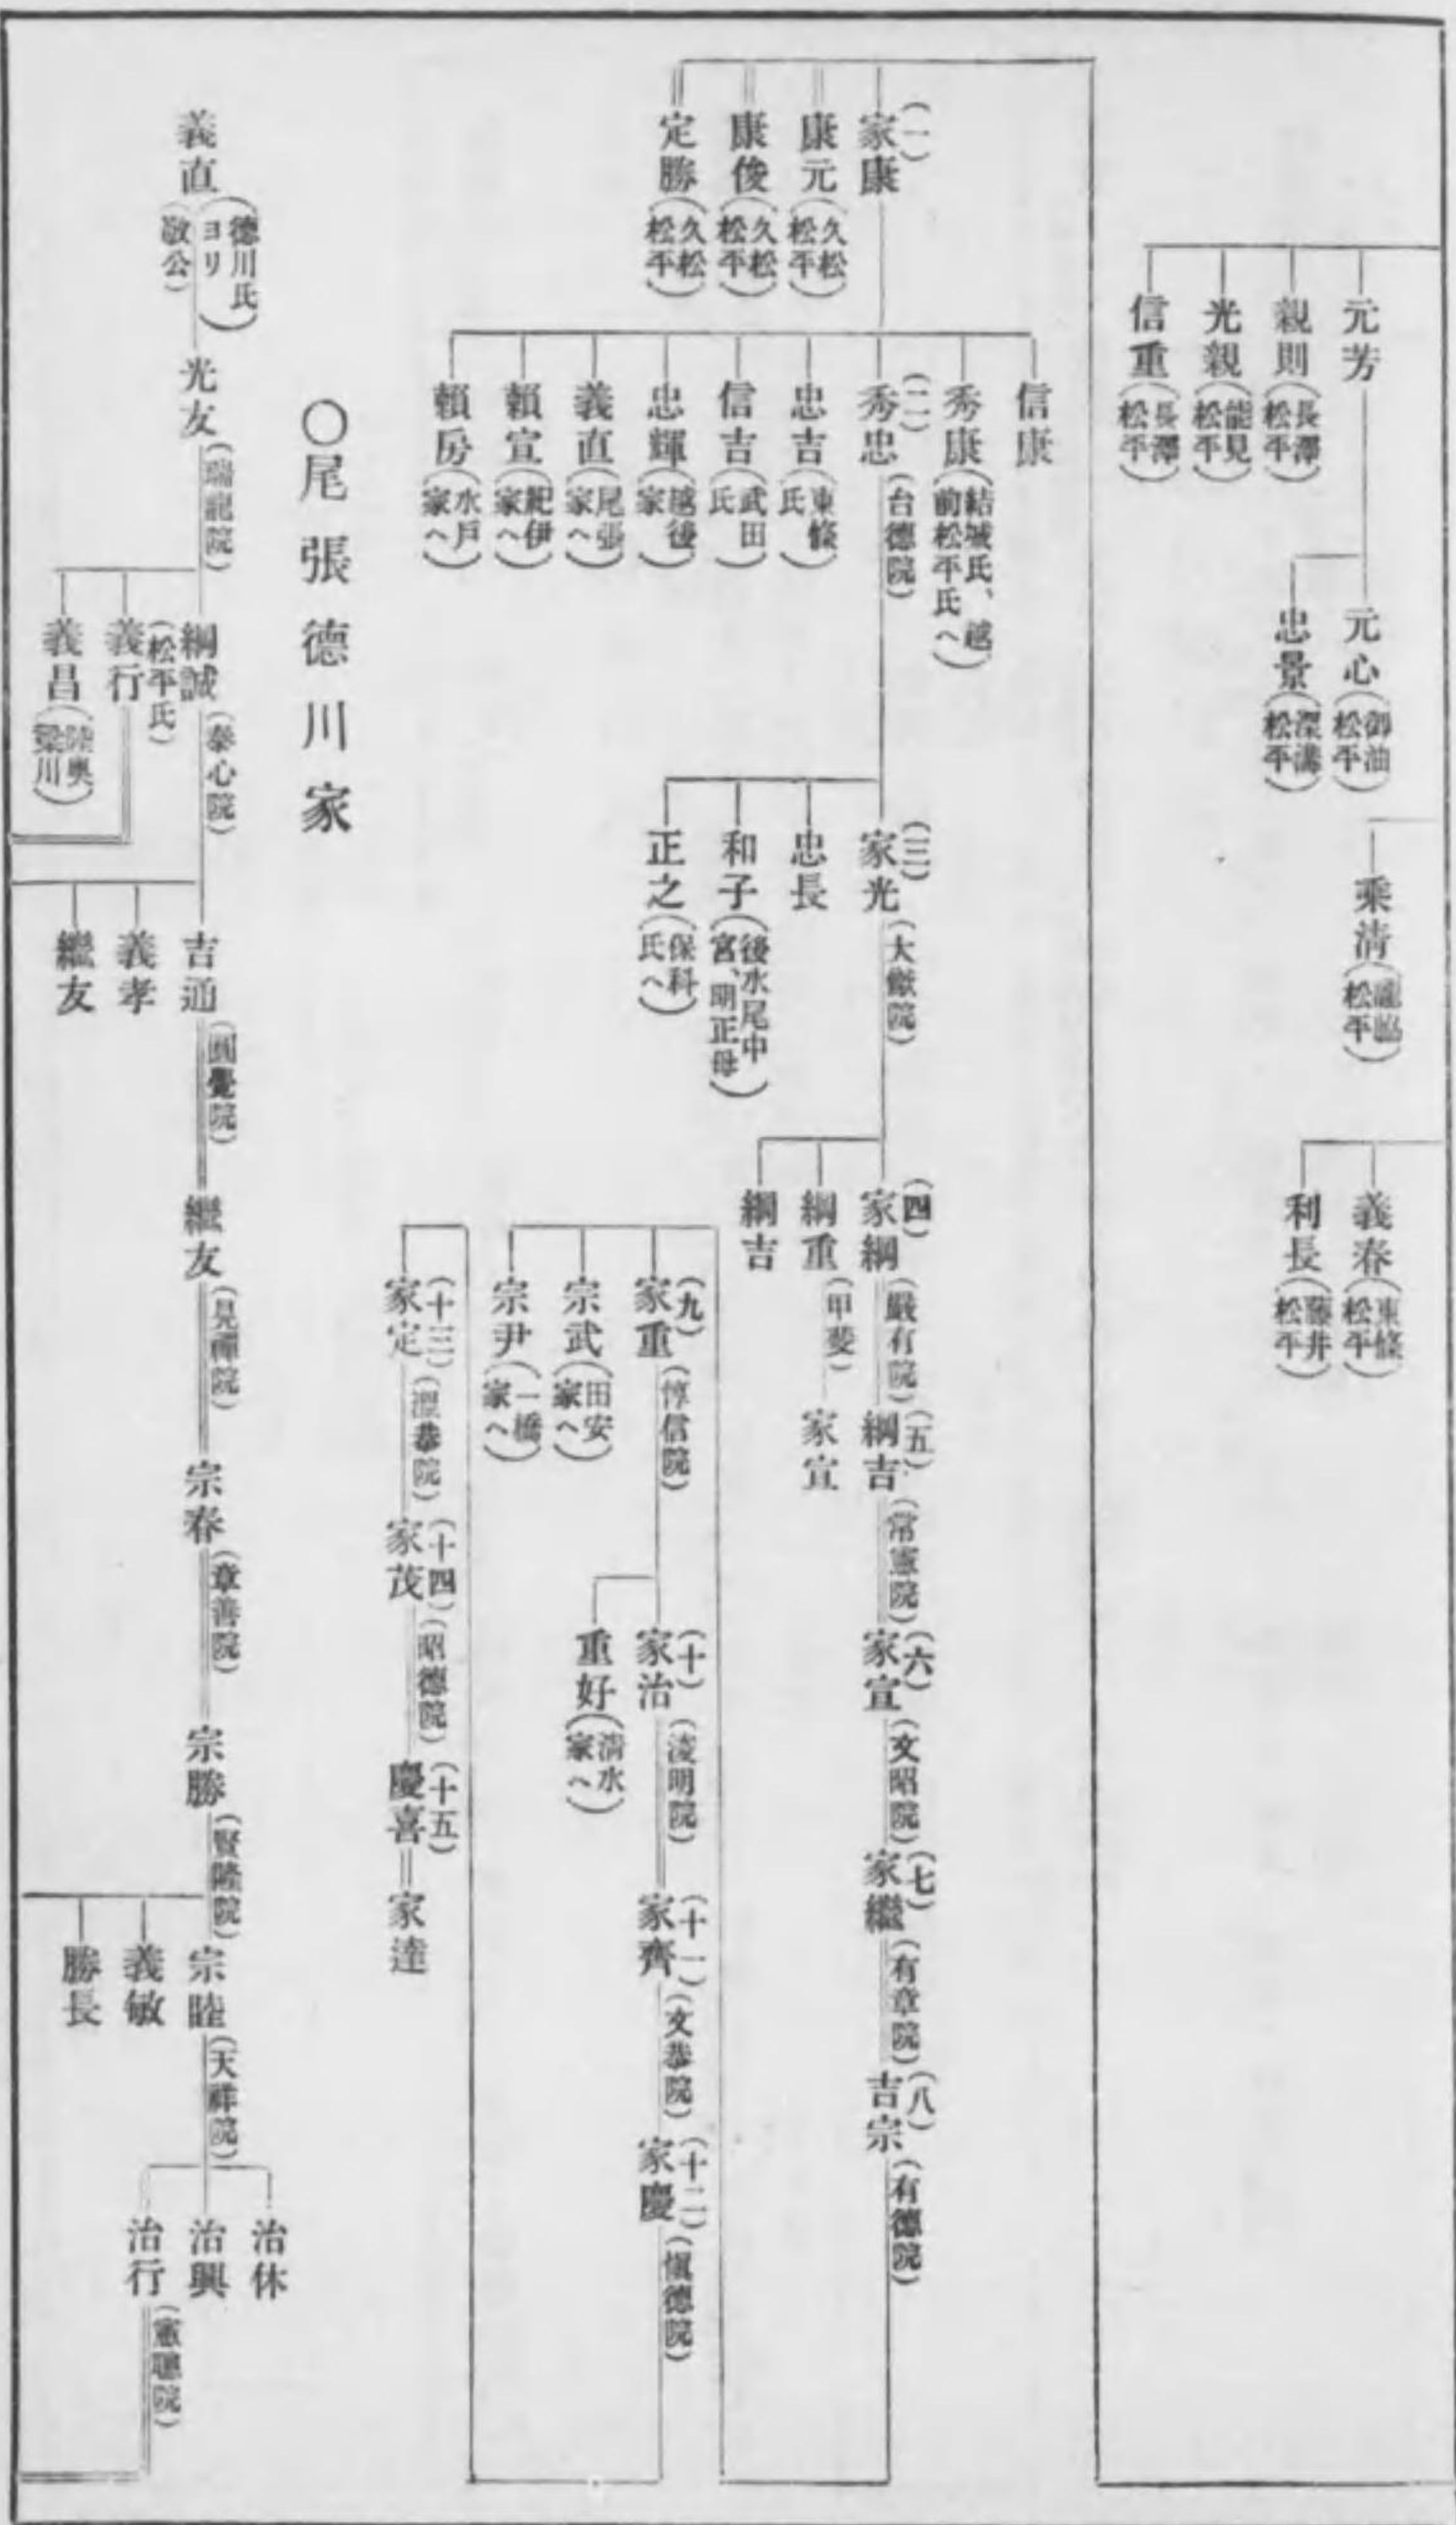 元芳
元心（御油松平）
忠景（深溝松平）
親則（長澤松平）
光親（能見松平）
信重（長澤松平）
乘清（瀧脇松平）
義春（東條松平）
利長（藤井松平）
（一）家康
康元（久松松平）
康俊（久松松平）
定勝（久松松平）
信康
秀康（結城氏、越前松平氏へ）
（二）秀忠（台德院）
忠吉（東條氏）
信吉（武田氏）
忠輝（越後家）
義直（尾張家へ）
賴宣（紀伊家へ）
賴房（水戶家へ）
（三）家光（大猷院）
忠長
和子（後水尾中宮、明正母）
正之（保科氏へ）
（四）家綱（嚴有院）
綱重（甲斐）
家宣
綱吉
（五）綱吉（常憲院）
（六）家宣（文昭院）
（七）家繼（有章院）
（八）吉宗（有德院）
（九）家重（惇信院）
宗武（田安家へ）
宗尹（一橋家へ）
（十）家治（浚明院）
重好（淸水家へ）
（十一）家齊（文恭院）
（十二）家慶（愼德院）
（十三）家定（溫恭院）
（十四）家茂（昭德院）
（十五）慶喜
家達
〇尾張德川家
義直（德川氏ヨリ）（敬公）
光友（瑞龍院）
綱誠（泰心院）
義行（松平氏）
義昌（陸奥梁川）
吉通（圓覺院）
義孝
繼友
繼友（見禪院）
宗春（章善院）
宗勝（賢隆院）
宗睦（天祥院）
義敏
勝長
治休
治興
治行（憲聰院）